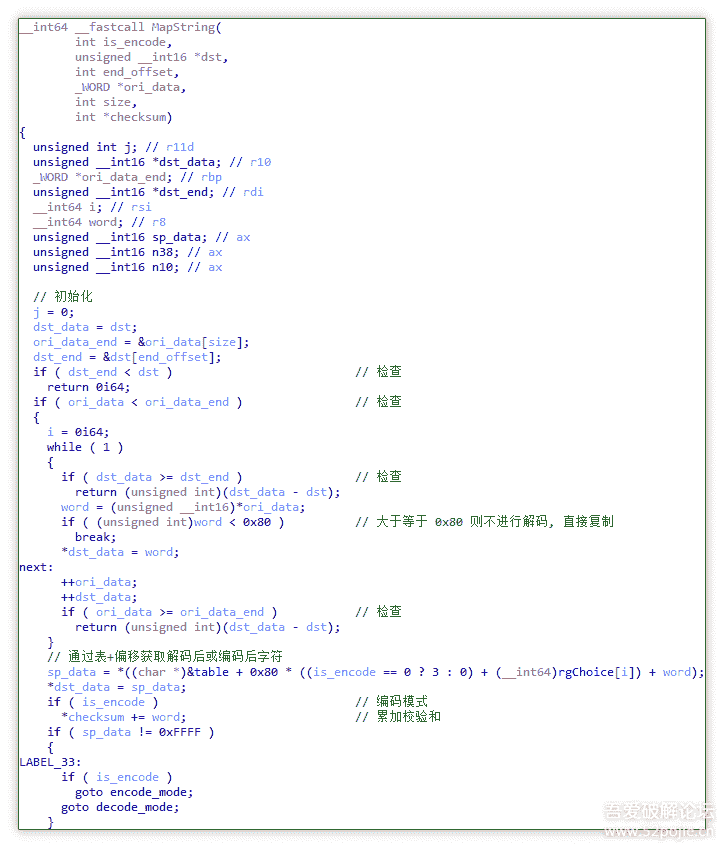 __int64 __fastcall MapString(
        int is_encode,
        unsigned __int16 *dst,
        int end_offset,
        _WORD *ori_data,
        int size,
        int *checksum)
{
  unsigned int j; // r11d
  unsigned __int16 *dst_data; // r10
  _WORD *ori_data_end; // rbp
  unsigned __int16 *dst_end; // rdi
  __int64 i; // rsi
  __int64 word; // r8
  unsigned __int16 sp_data; // ax
  unsigned __int16 n38; // ax
  unsigned __int16 n10; // ax

  // 初始化
  j = 0;
  dst_data = dst;
  ori_data_end = &ori_data[size];
  dst_end = &dst[end_offset];
  if ( dst_end < dst )                          // 检查
    return 0i64;
  if ( ori_data < ori_data_end )                // 检查
  {
    i = 0i64;
    while ( 1 )
    {
      if ( dst_data >= dst_end )                // 检查
        return (unsigned int)(dst_data - dst);
      word = (unsigned __int16)*ori_data;
      if ( (unsigned int)word < 0x80 )          // 大于等于 0x80 则不进行解码, 直接复制
        break;
      *dst_data = word;
next:
      ++ori_data;
      ++dst_data;
      if ( ori_data >= ori_data_end )           // 检查
        return (unsigned int)(dst_data - dst);
    }
    // 通过表+偏移获取解码后或编码后字符
    sp_data = *((char *)&table + 0x80 * ((is_encode == 0 ? 3 : 0) + (__int64)rgChoice[i]) + word);
    *dst_data = sp_data;
    if ( is_encode )                            // 编码模式
      *checksum += word;                        // 累加校验和
    if ( sp_data != 0xFFFF )
    {
LABEL_33:
      if ( is_encode )
        goto encode_mode;
      goto decode_mode;
    }
吾爱破解论坛
www.52pojie.cn